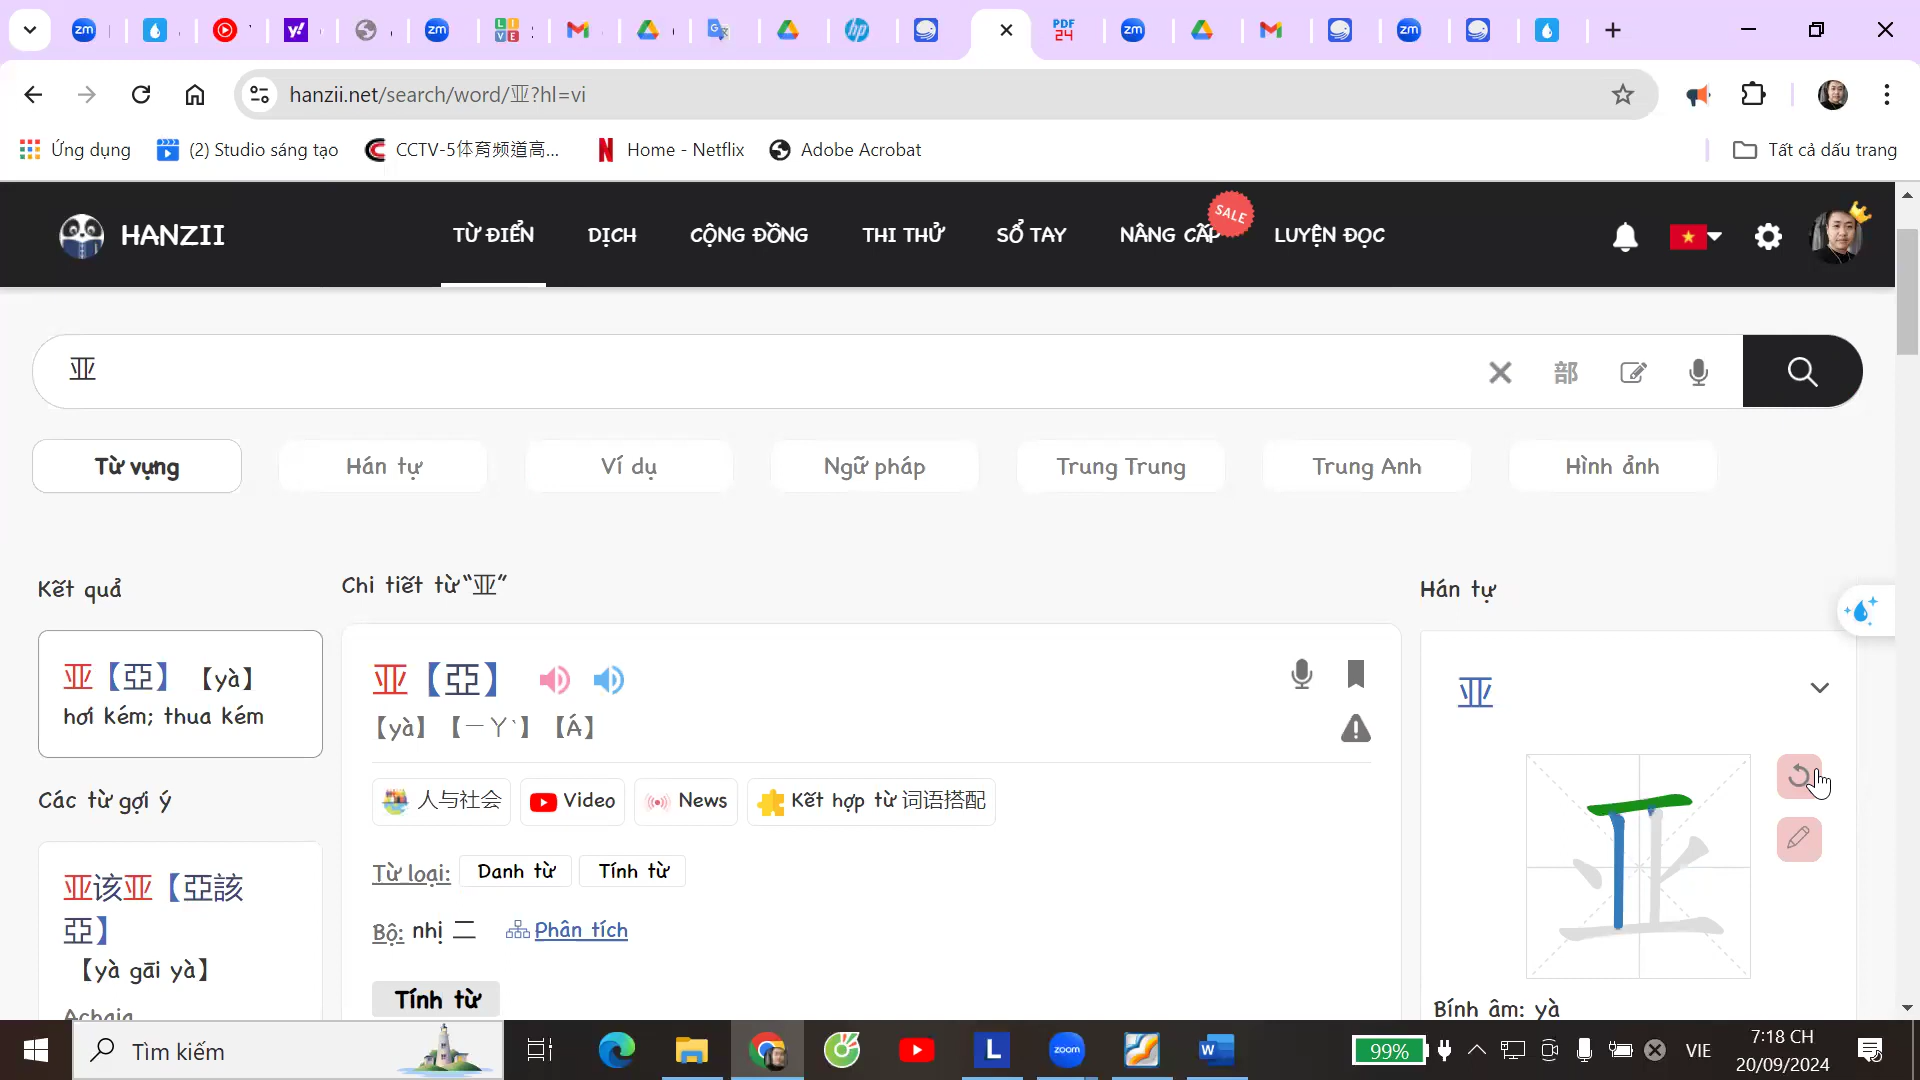 hanzii.net/search/word/亚?hl=vi
Ứng dụng
(2) Studio sáng tạo
CCTV-5体育频道高...
Home - Netflix
Adobe Acrobat
Tất cả dấu trang
HANZII
TỪ ĐIỂN
DỊCH
CỘNG ĐỒNG
THI THỬ
SỔ TAY
NÂNG CẤP
SALE
LUYỆN ĐỌC
亚
部
Từ vựng
Hán tự
Ví dụ
Ngữ pháp
Trung Trung
Trung Anh
Hình ảnh
Kết quả
亚【亞】 【yà】
hơi kém; thua kém
Các từ gợi ý
亚该亚【亞該
亞】
【yà gāi yà】
Achaia
Chi tiết từ “亚”
亚【亞】
【yà】【ㄧㄚˋ】【Á】
人与社会
Video
News
Kết hợp từ 词语搭配
Từ loại: Danh từ Tính từ
Bộ: nhị 二 Phân tích
Tính từ
Hán tự
亚
亚
Bính âm: yà
Tìm kiếm
99%
VIE
7:18 CH
20/09/2024